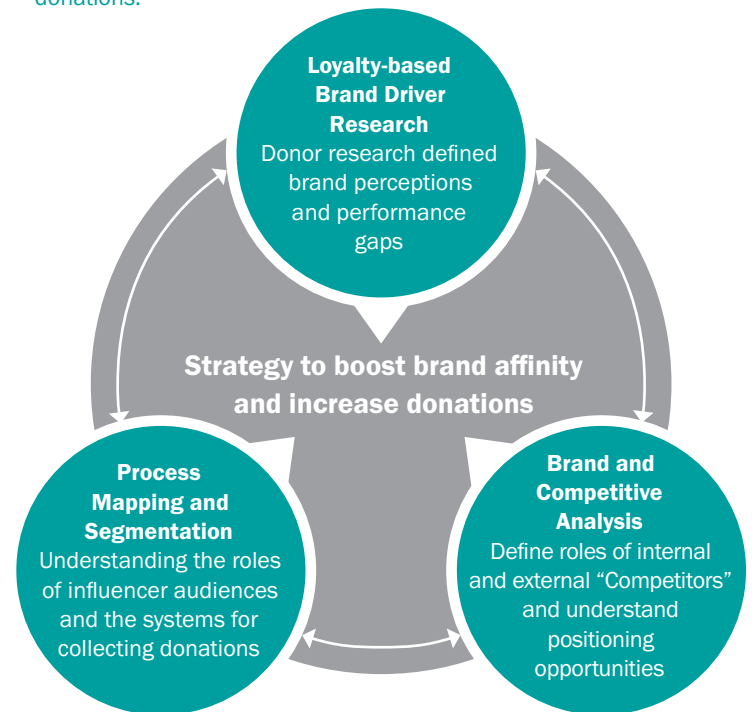 donations.
Loyalty-based
Brand Driver
Research
Donor research defined
brand perceptions
and performance
gaps
Strategy to boost brand affinity
and increase donations
Process
Mapping and
Segmentation
Understanding the roles
of influencer audiences
and the systems for
collecting donations
Brand and
Competitive
Analysis
Define roles of internal
and external “Competitors”
and understand
positioning
opportunities